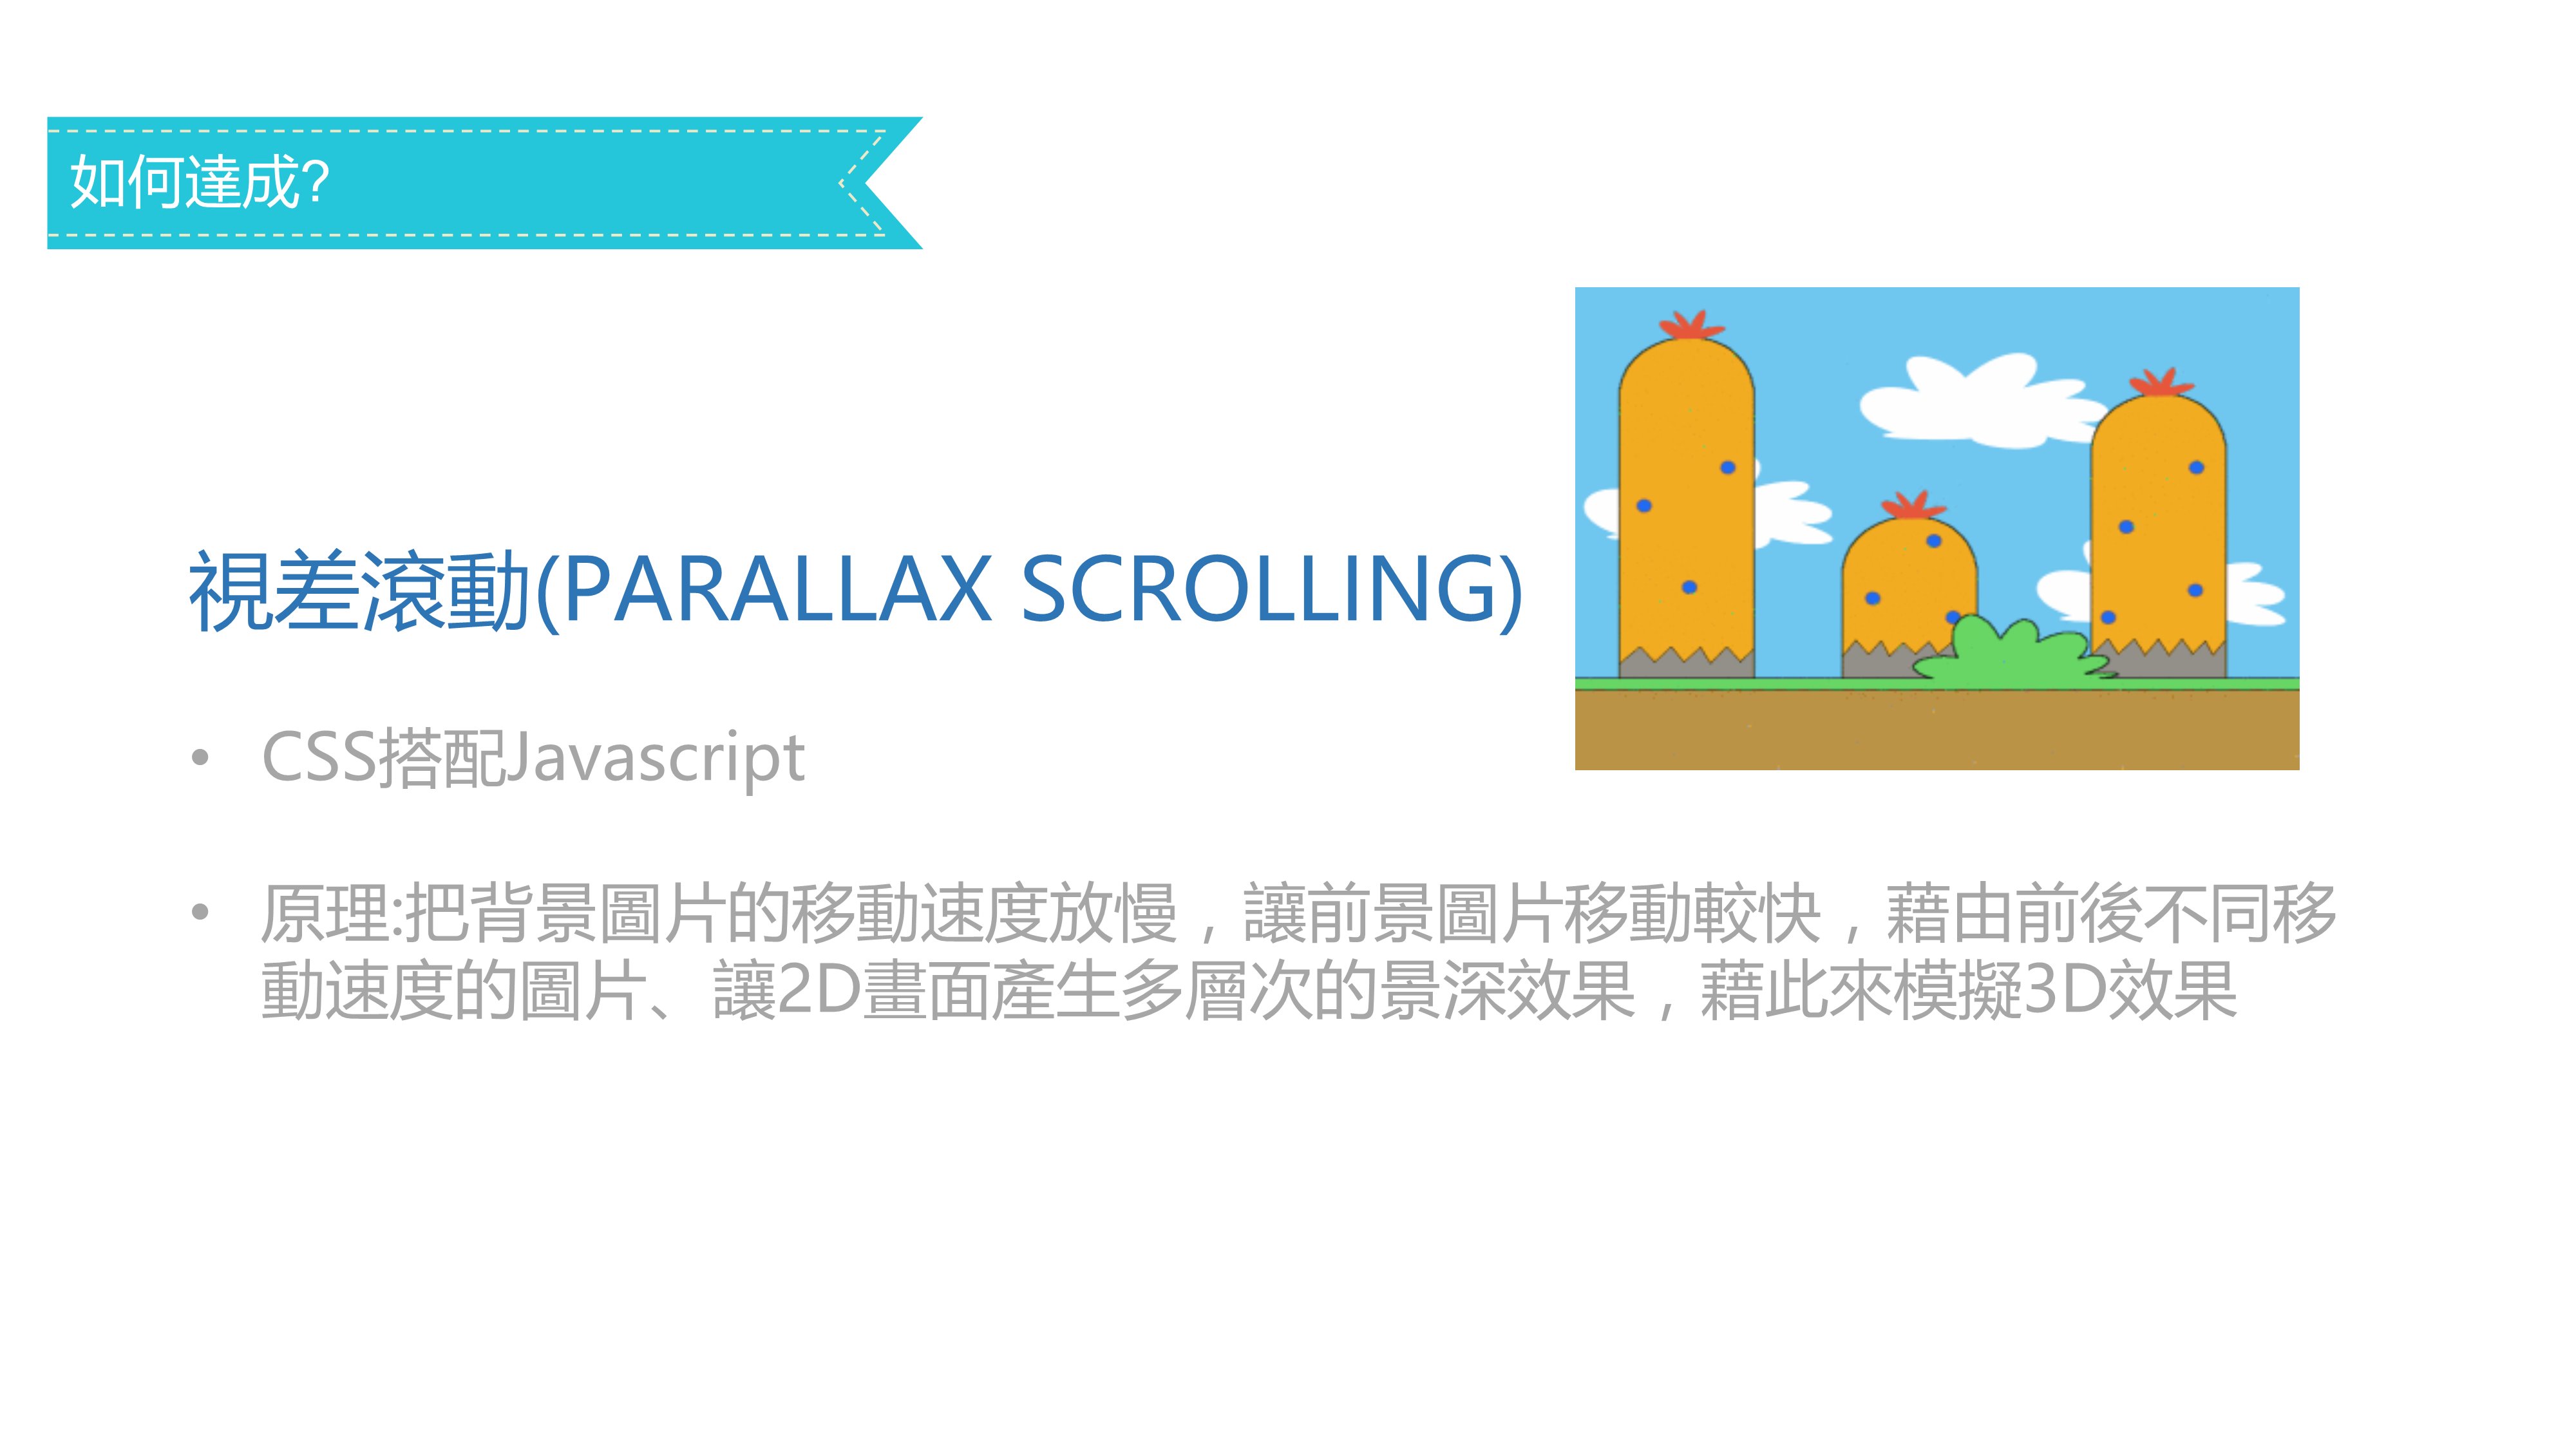 如何達成?
視差滾動(PARALLAX SCROLLING)
• CSS搭配Javascript
• 原理:把背景圖片的移動速度放慢，讓前景圖片移動較快，藉由前後不同移
動速度的圖片、讓2D畫面產生多層次的景深效果，藉此來模擬3D效果